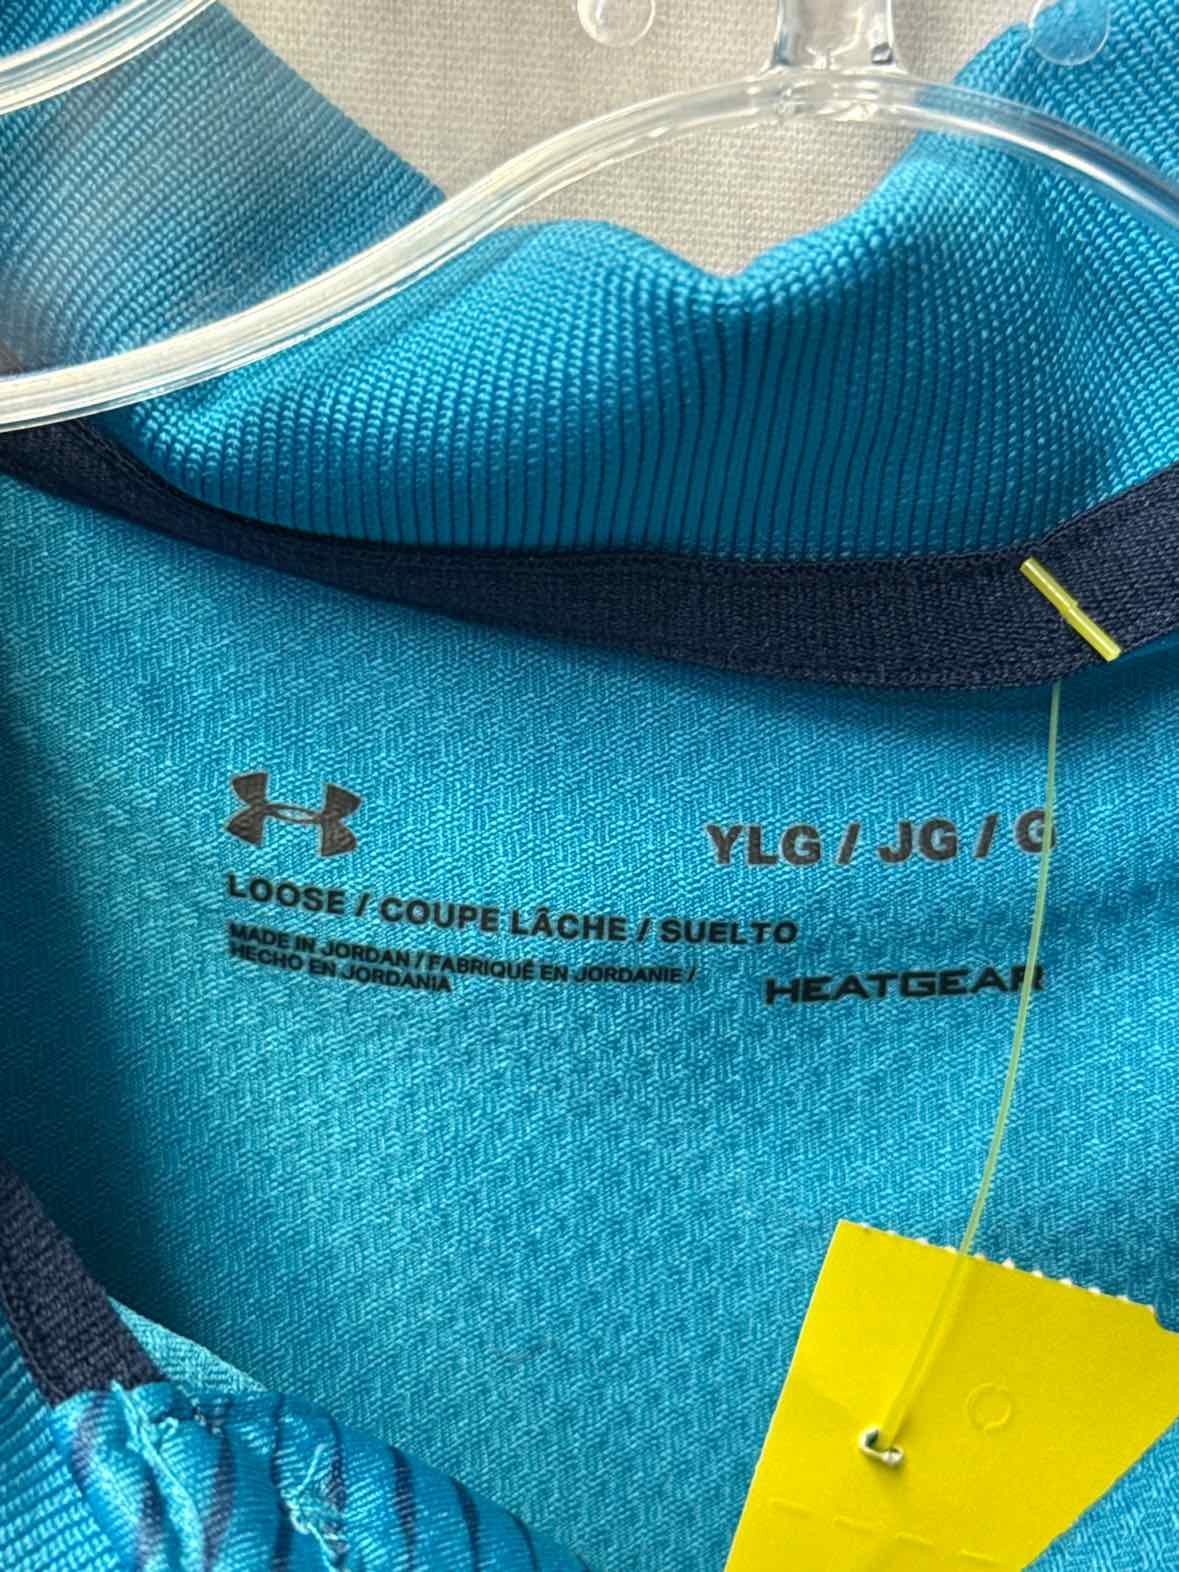 YLG / JG / G
LOOSE / COUPE LÂCHE / SUELTO
MADE IN JORDAN / FABRIQUÉ EN JORDANIE /
HECHO EN JORDANIA
HEATGEAR